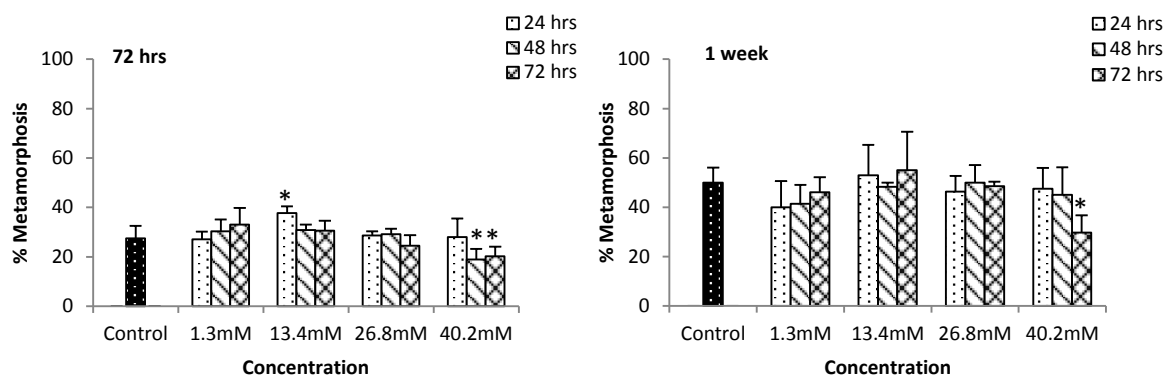 72 hrs
24 hrs
48 hrs
72 hrs
100
80
60
40
20
0
% Metamorphosis
*
* *
Control 1.3mM 13.4mM 26.8mM 40.2mM
Concentration
1 week
24 hrs
48 hrs
72 hrs
100
80
60
40
20
0
% Metamorphosis
*
Control 1.3mM 13.4mM 26.8mM 40.2mM
Concentration